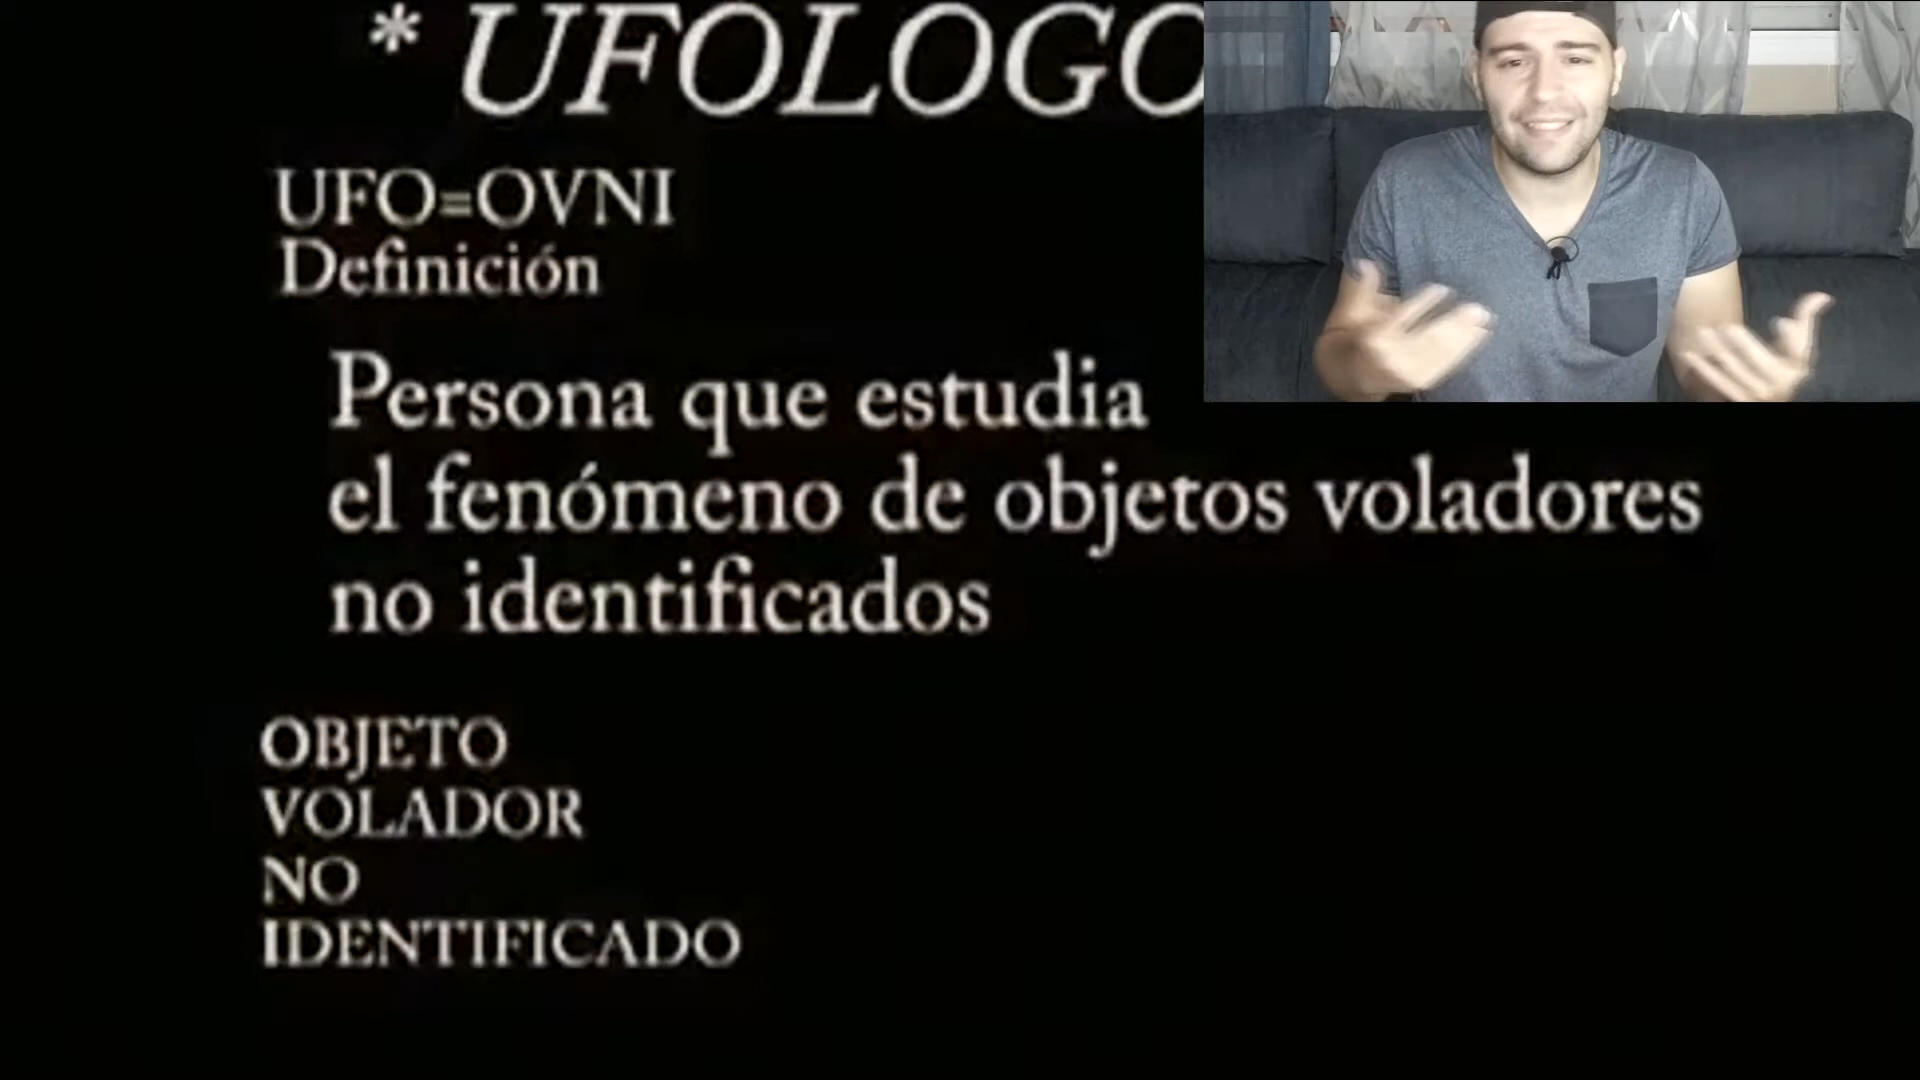 * UFOLOGO
UFO=OVNI
Definición
Persona que estudia
el fenómeno de objetos voladores
no identificados
OBJETO
VOLADOR
NO
IDENTIFICADO